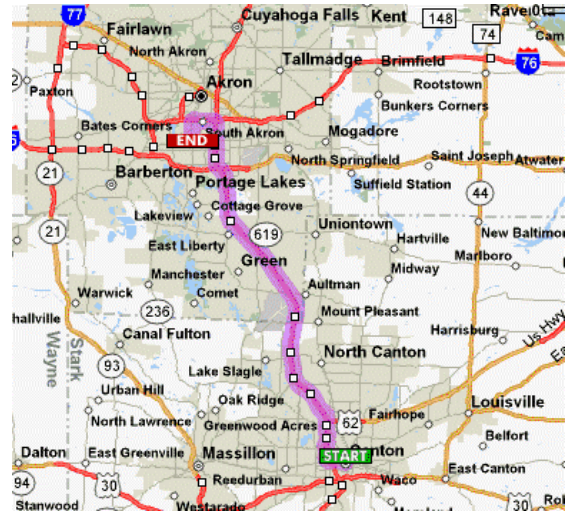 77
Cuyahoga Falls
Kent
148
Fairlawn
74
North Akron
Tallmadge
Brimfield
76
Akron
Rootstown
Paxton
Bunkers Corners
Bates Corners
South Akron
END
Mogadore
North Springfield
Saint Joseph
Atwater
21
Barberton
Portage Lakes
Suffield Station
44
Lakeview
Cottage Grove
21
619
Uniontown
New Baltimore
East Liberty
Hartville
Green
Marlboro
Manchester
Midway
Warwick
Comet
Aultman
236
Mount Pleasant
Harrisburg
Us Hwy
Canal Fulton
Stark
Wayne
North Canton
93
Lake Slagle
Urban Hill
Oak Ridge
Louisville
North Lawrence
Greenwood Acres
62
Fairhope
Belfort
START
Dalton
East Greenville
Massillon
East Canton
94
30
Reedurban
Waco
30
Stanwood